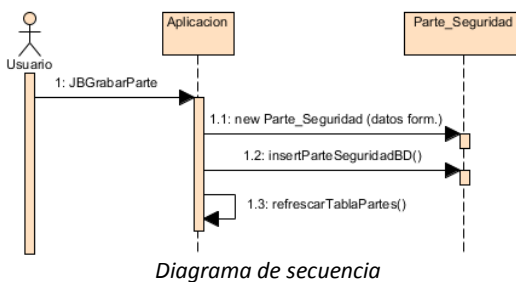 Aplicacion
Parte_Seguridad
Usuario
1: JBGrabarParte
1.1: new Parte_Seguridad (datos form.)
1.2: insertParteSeguridadBD()
1.3: refrescarTablaPartes()
Diagrama de secuencia